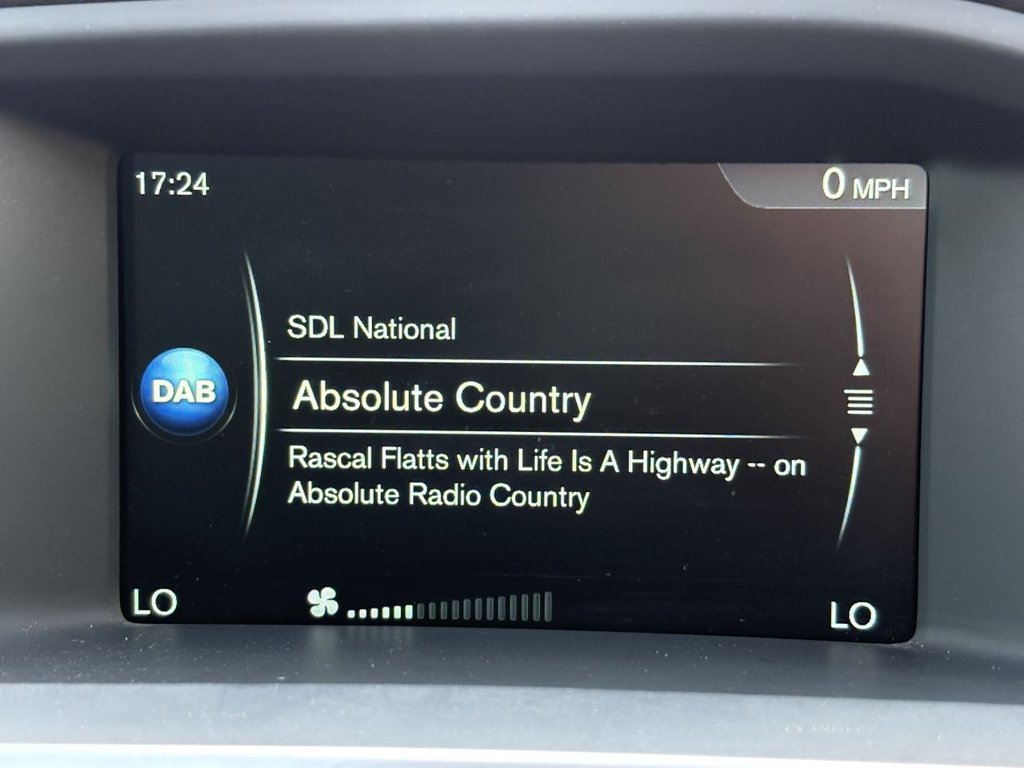 17:24
0 MPH
SDL National
DAB
Absolute Country
Rascal Flatts with Life Is A Highway -- on
Absolute Radio Country
LO
LO